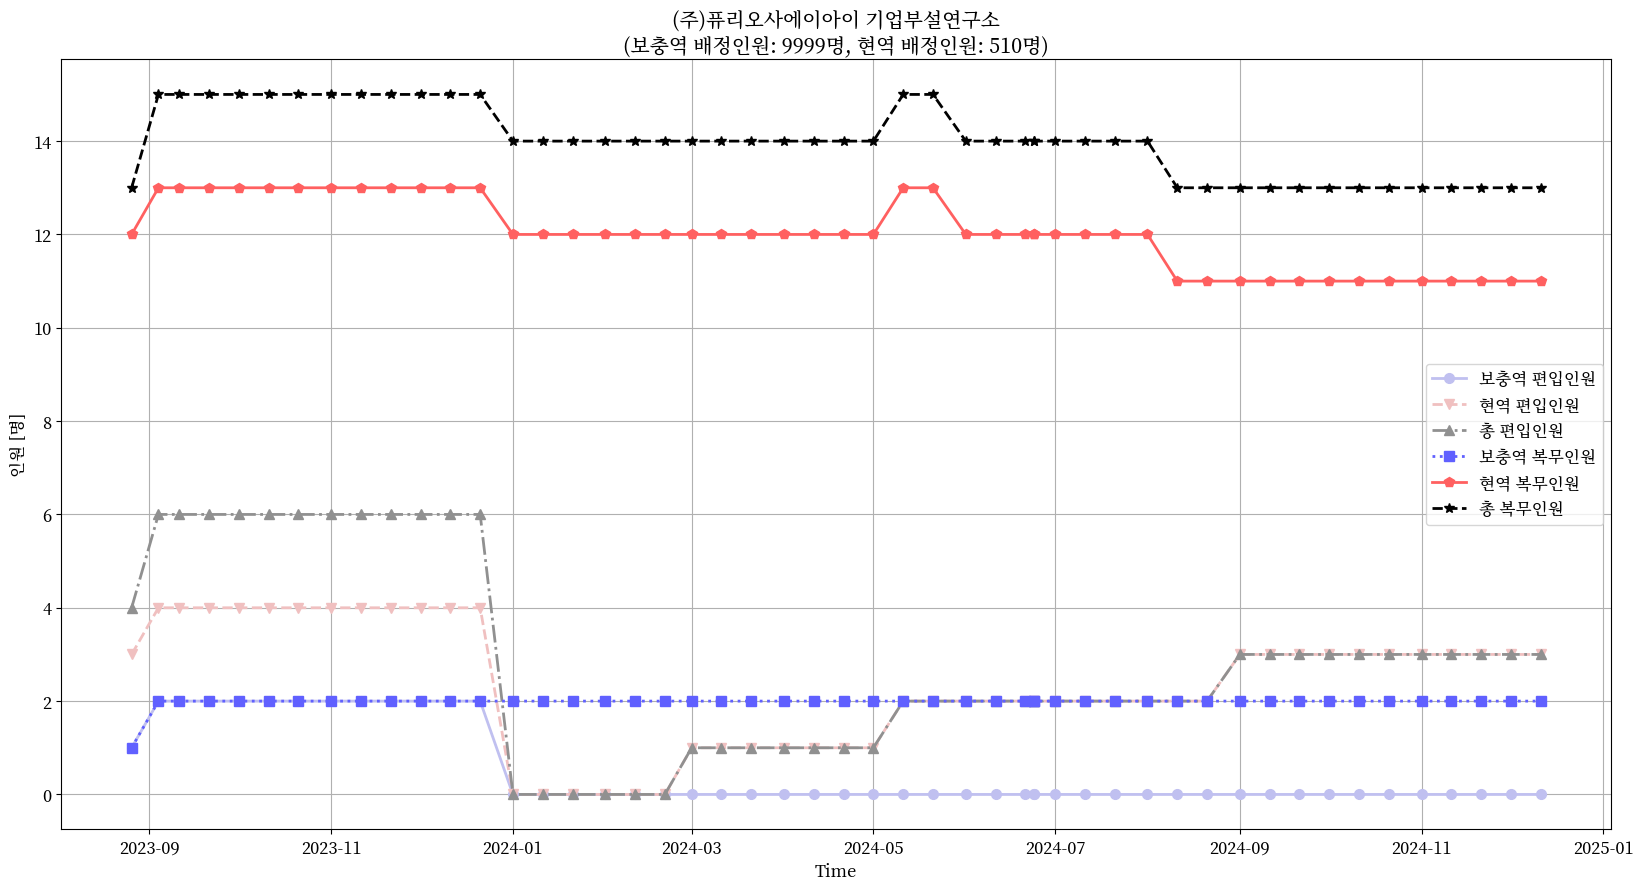 (주)퓨리오사에이아이 기업부설연구소
(보충역 배정인원: 9999명, 현역 배정인원: 510명)
14
12
10
8
6
4
2
0
인원 [명]
보충역 편입인원
현역 편입인원
총 편입인원
보충역 복무인원
현역 복무인원
총 복무인원
2023-09 2023-11 2024-01 2024-03 2024-05 2024-07 2024-09 2024-11 2025-01
Time